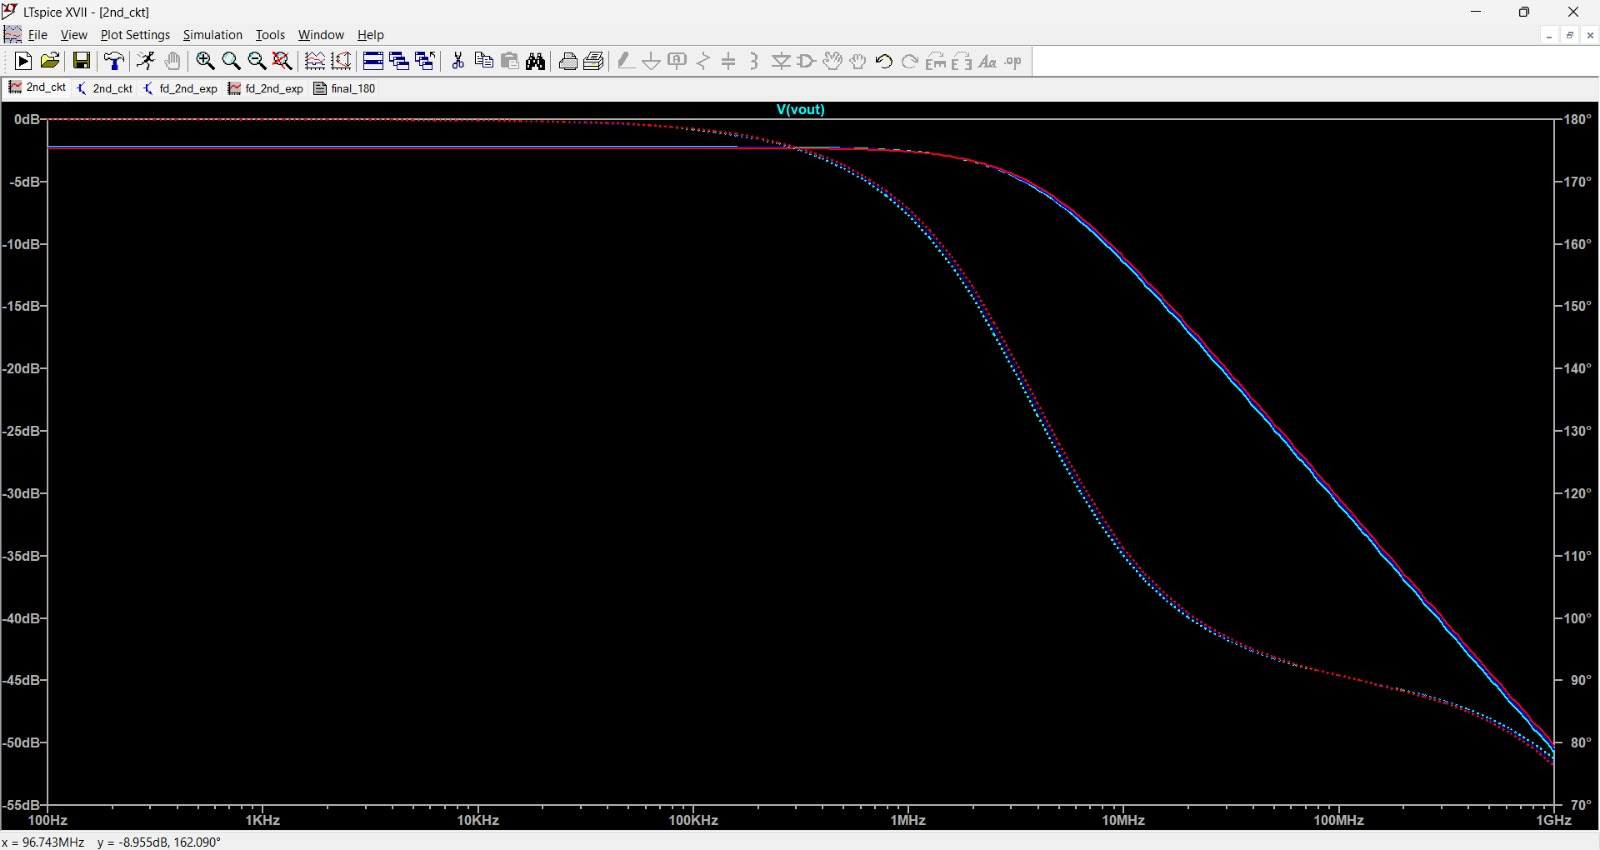 LTspice XVII - [2nd_ckt]
File View Plot Settings Simulation Tools Window Help
2nd_ckt 2nd_ckt fd_2nd_exp fd_2nd_exp final_180
V(vout)
0dB 180°
-5dB 170°
-10dB 160°
-15dB 150°
-20dB 140°
-25dB 130°
-30dB 120°
-35dB 110°
-40dB 100°
-45dB 90°
-50dB 80°
-55dB 70°
100Hz 1KHz 10KHz 100KHz 1MHz 10MHz 100MHz 1GHz
x = 96.743MHz y = -8.955dB, 162.090°